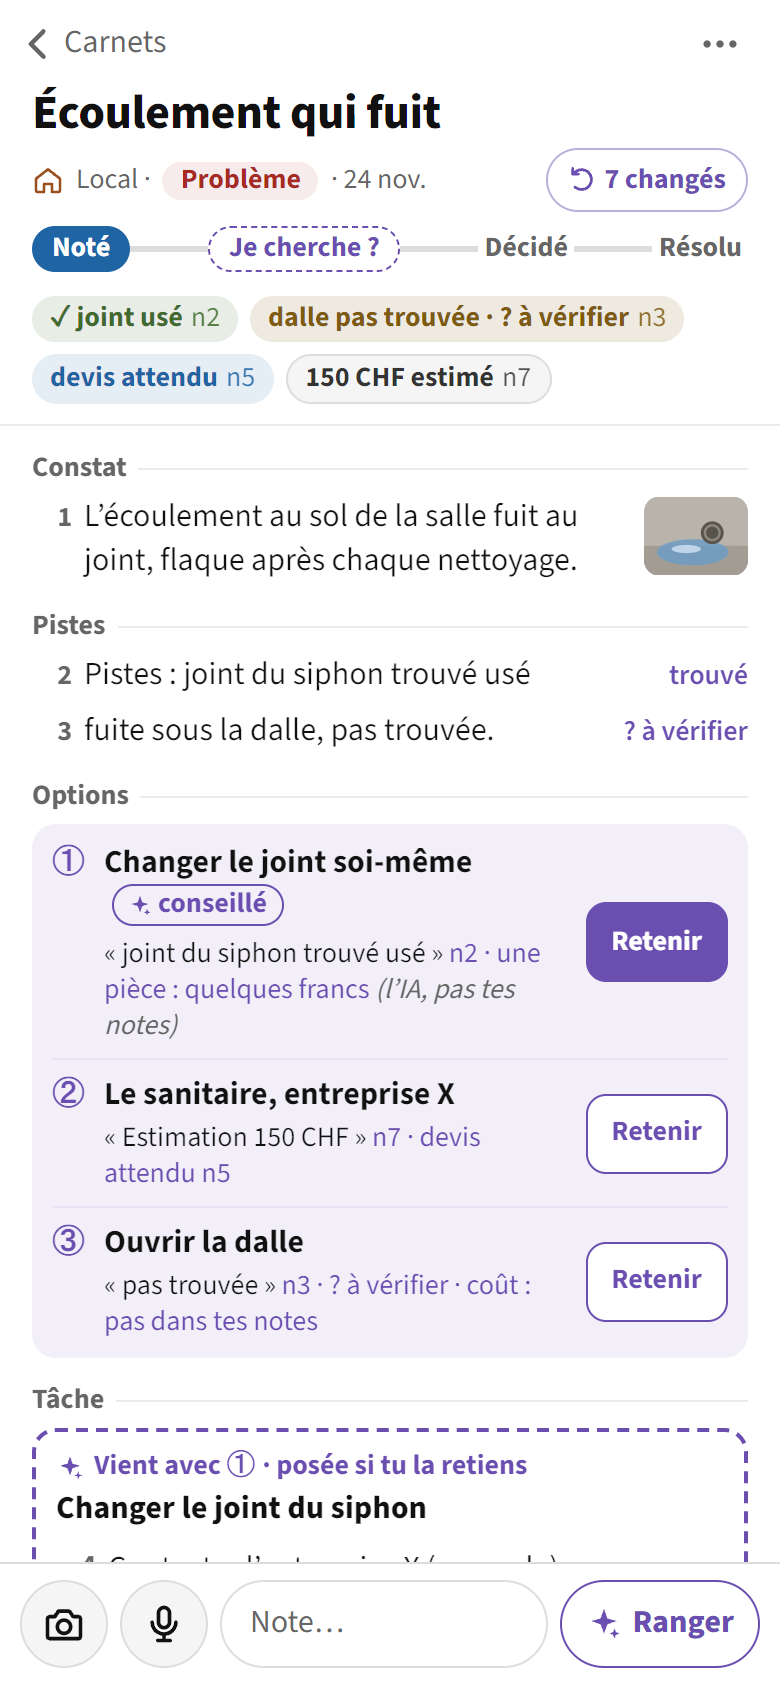 Carnets
Écoulement qui fuit
Local · Problème · 24 nov. 7 changés
Noté Je cherche ? Décidé Résolu
✓ joint usé n2 dalle pas trouvée · ? à vérifier n3
devis attendu n5 150 CHF estimé n7
Constat
1 L’écoulement au sol de la salle fuit au
joint, flaque après chaque nettoyage.
Pistes
2 Pistes : joint du siphon trouvé usé trouvé
3 fuite sous la dalle, pas trouvée. ? à vérifier
Options
① Changer le joint soi-même
conseillé
« joint du siphon trouvé usé » n2 · une
pièce : quelques francs (l’IA, pas tes
notes)
Retenir
② Le sanitaire, entreprise X
« Estimation 150 CHF » n7 · devis
attendu n5
Retenir
③ Ouvrir la dalle
« pas trouvée » n3 · ? à vérifier · coût :
pas dans tes notes
Retenir
Tâche
Vient avec ① · posée si tu la retiens
Changer le joint du siphon
Note… Ranger